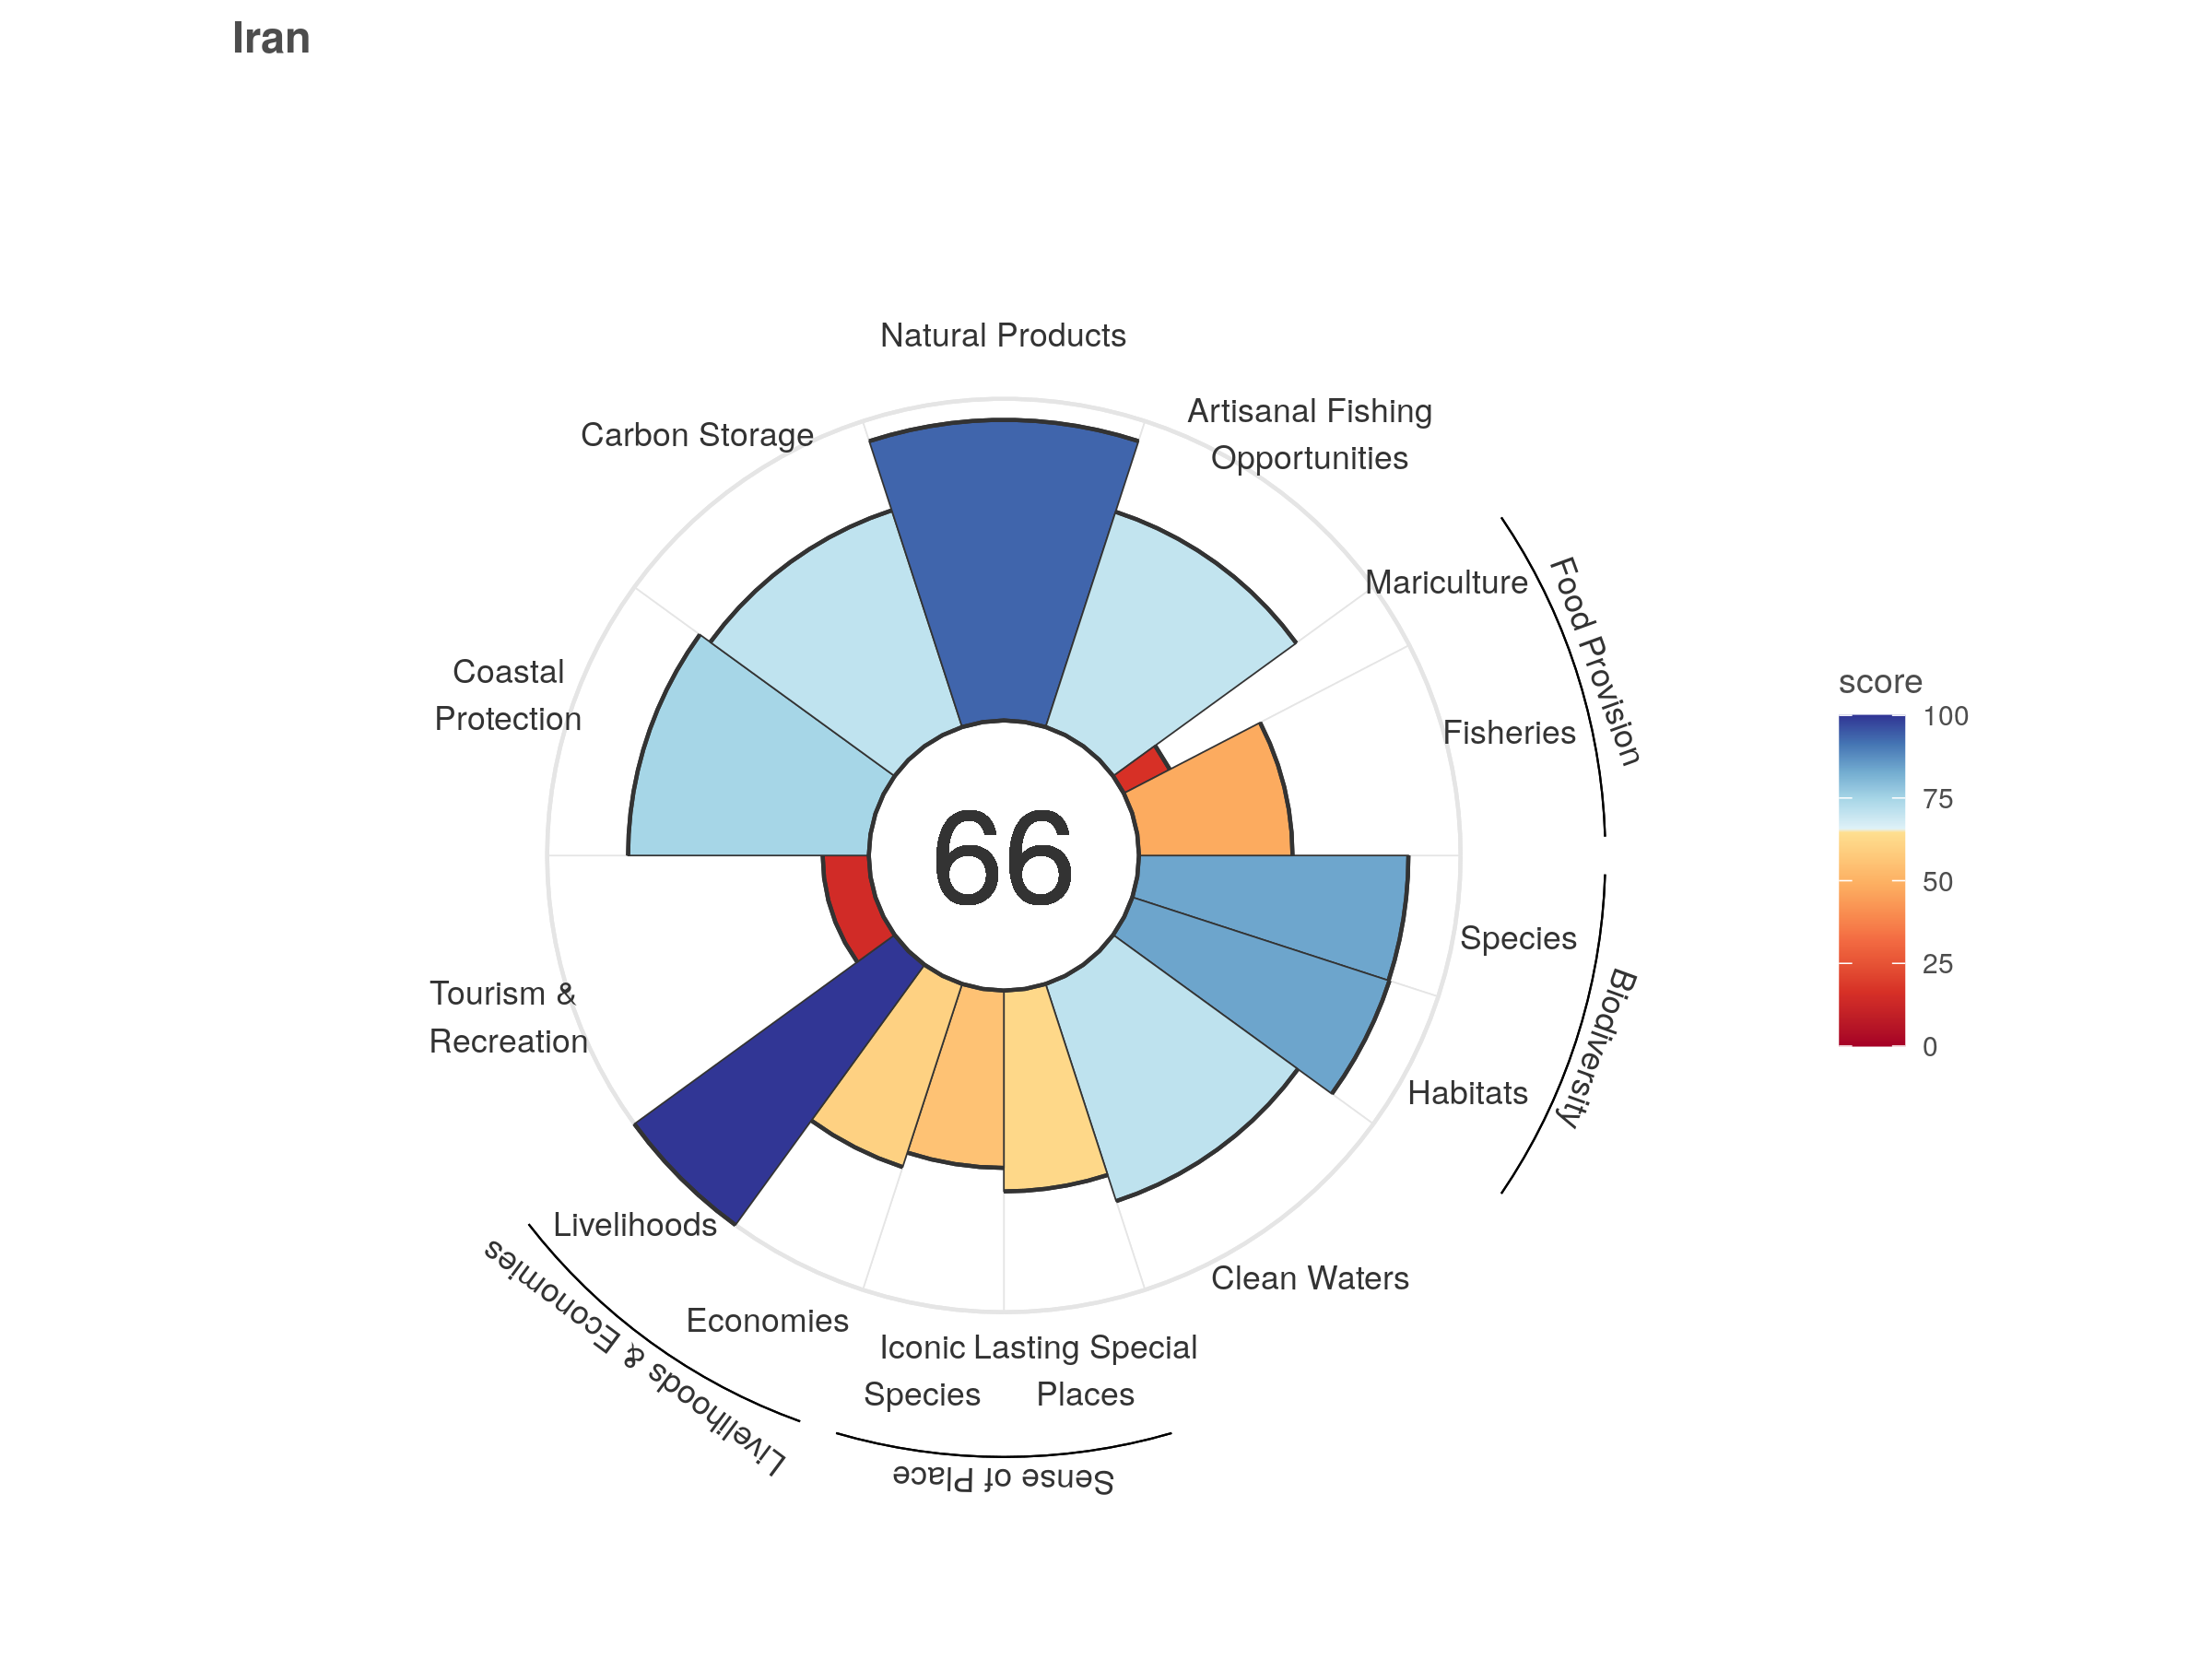 Iran
Natural Products
Artisanal Fishing
Opportunities
Carbon Storage
Mariculture
Food Provision
Fisheries
Coastal
Protection
66
score
100
75
50
25
0
Species
Biodiversity
Habitats
Tourism &
Recreation
Livelihoods
Livelihoods & Economies
Economies
Clean Waters
Iconic
Species
Lasting Special
Places
Sense of Place